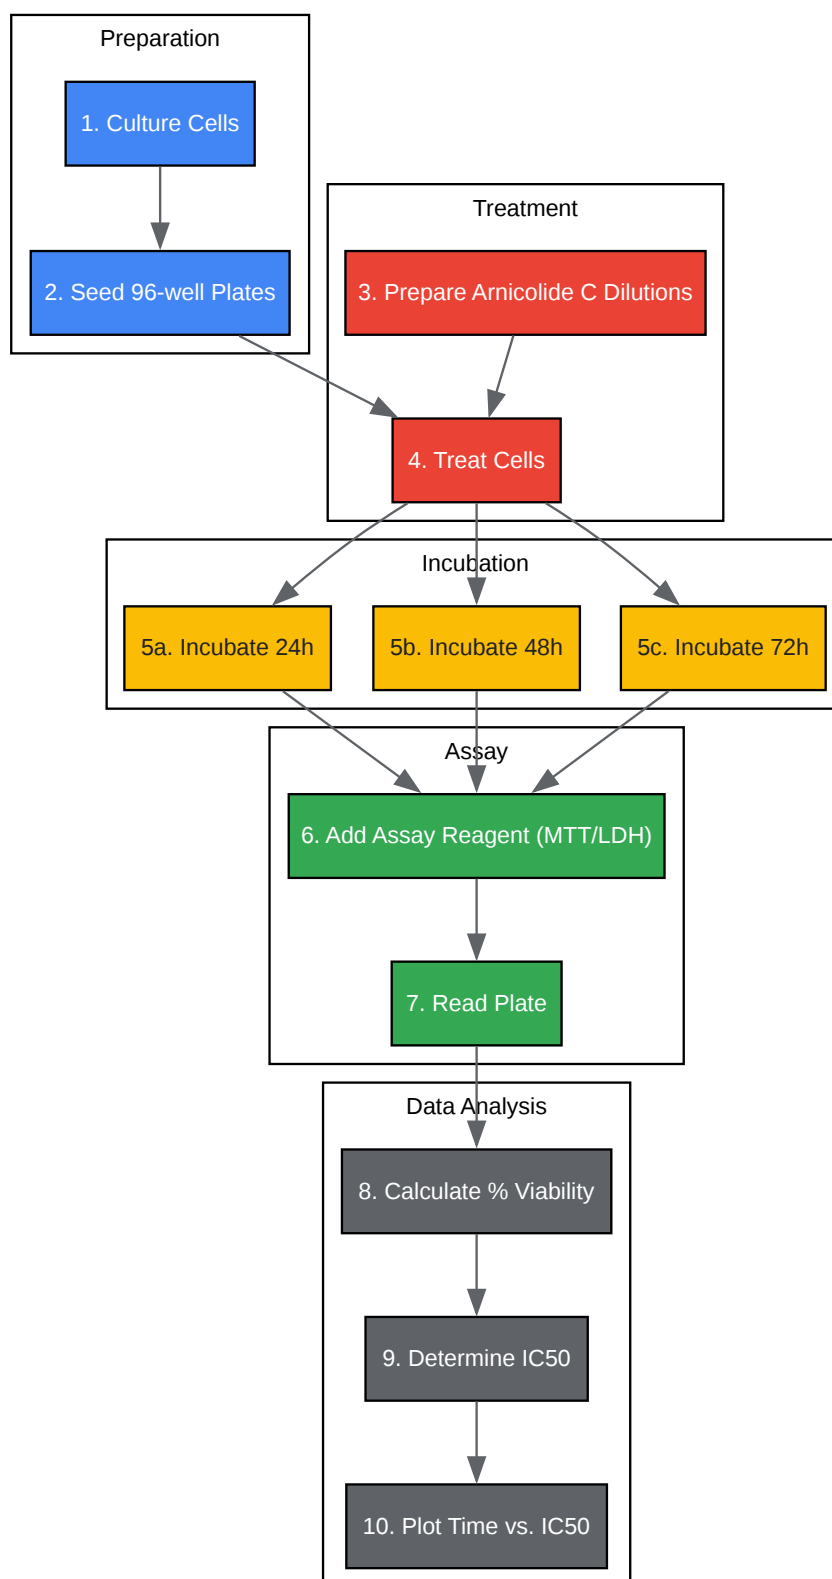 Preparation
1. Culture Cells
2. Seed 96-well Plates
Treatment
3. Prepare Arnicolide C Dilutions
4. Treat Cells
Incubation
5a. Incubate 24h
5b. Incubate 48h
5c. Incubate 72h
Assay
6. Add Assay Reagent (MTT/LDH)
7. Read Plate
Data Analysis
8. Calculate % Viability
9. Determine IC50
10. Plot Time vs. IC50